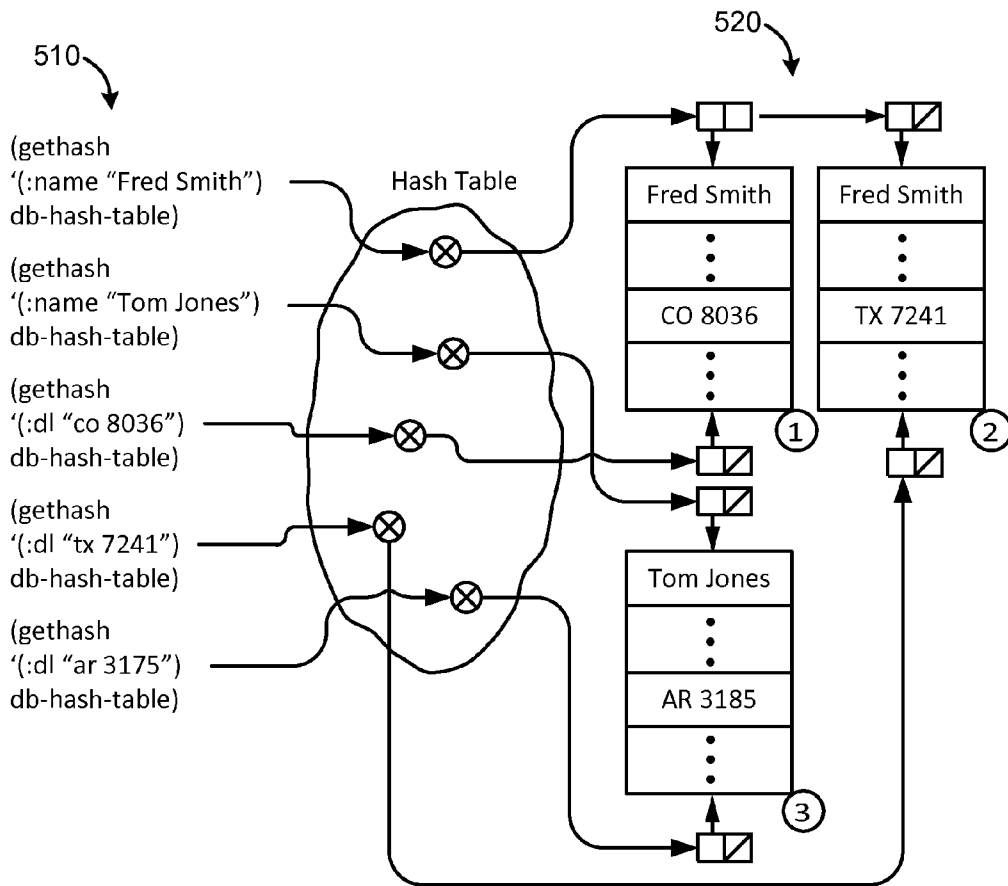 510
520
(gethash
‘(:name “Fred Smith”)
db-hash-table)
(gethash
‘(:name “Tom Jones”)
db-hash-table)
(gethash
‘(:dl “co 8036”)
db-hash-table)
(gethash
‘(:dl “tx 7241”)
db-hash-table)
(gethash
‘(:dl “ar 3175”)
db-hash-table)
Hash Table
Fred Smith
CO 8036
1
Fred Smith
TX 7241
2
Tom Jones
AR 3185
3